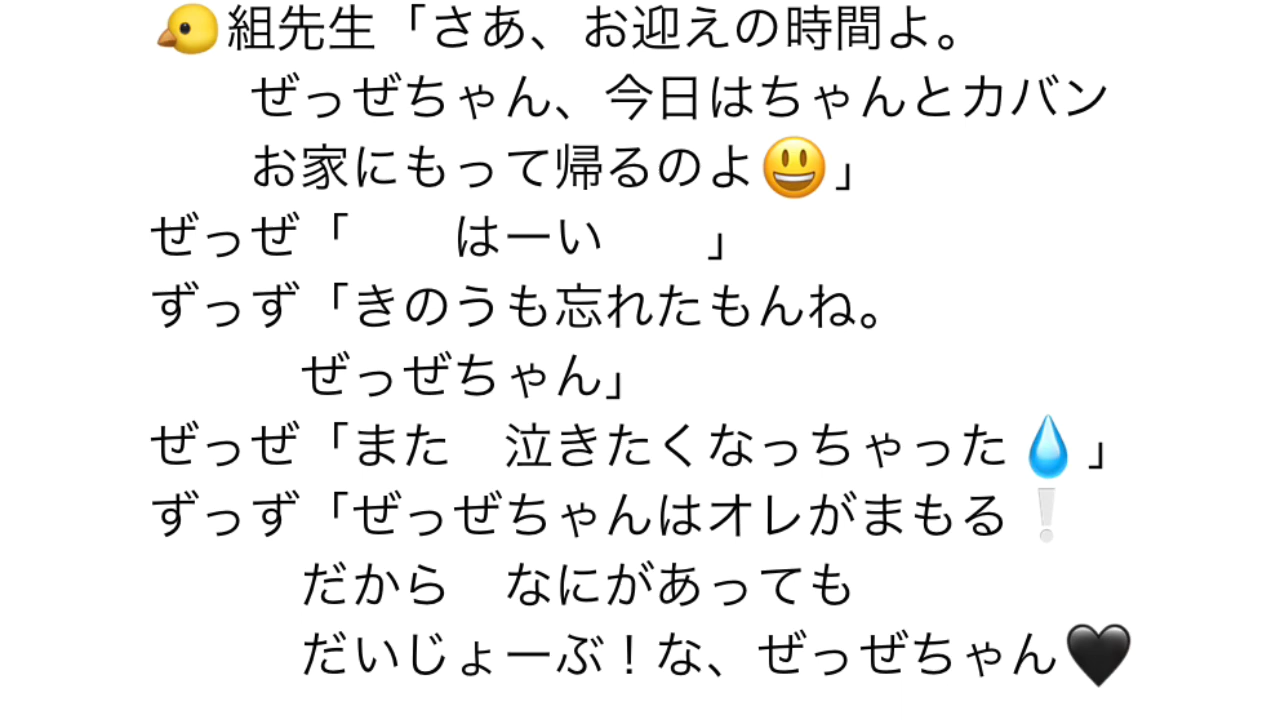 🐤組先生「さあ、お迎えの時間よ。
ぜっぜちゃん、今日はちゃんとカバン
お家にもって帰るのよ😃」
ぜっぜ「　　はーい　　」
ずっず「きのうも忘れたもんね。
ぜっぜちゃん」
ぜっぜ「また　泣きたくなっちゃった💧」
ずっず「ぜっぜちゃんはオレがまもる❕
だから　なにがあっても
だいじょーぶ！な、ぜっぜちゃん🖤